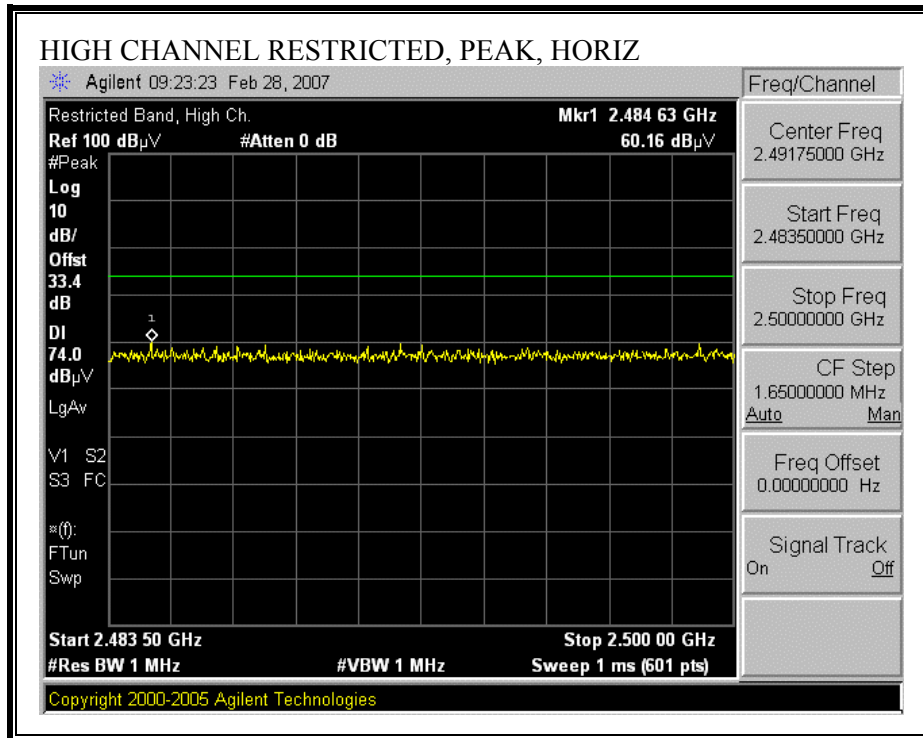 HIGH CHANNEL RESTRICTED, PEAK, HORIZ
Agilent 09:23:23 Feb 28, 2007
Freq/Channel
Restricted Band, High Ch.
Mkr1 2.484 63 GHz
Ref 100 dBµV
#Atten 0 dB
60.16 dBµV
#Peak
Log
10
dB/
Offst
33.4
dB
DI
74.0
dBµV
LgAv
V1 S2
S3 FC
¤(f):
FTun
Swp
1
Start 2.483 50 GHz
Stop 2.500 00 GHz
#Res BW 1 MHz
#VBW 1 MHz
Sweep 1 ms (601 pts)
Copyright 2000-2005 Agilent Technologies
Center Freq
2.49175000 GHz
Start Freq
2.48350000 GHz
Stop Freq
2.50000000 GHz
CF Step
1.65000000 MHz
Auto Man
Freq Offset
0.00000000 Hz
Signal Track
On Off